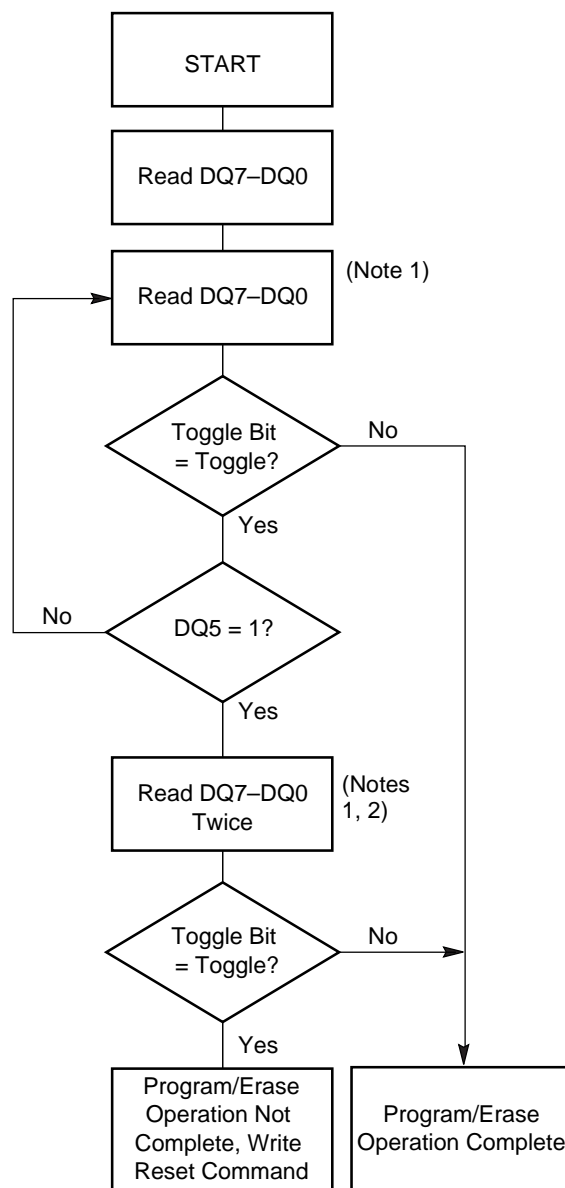 START
Read DQ7–DQ0
Read DQ7–DQ0
(Note 1)
Toggle Bit
= Toggle?
No
Yes
No
DQ5 = 1?
Yes
Read DQ7–DQ0
Twice
(Notes
1, 2)
Toggle Bit
= Toggle?
No
Yes
Program/Erase
Operation Not
Complete, Write
Reset Command
Program/Erase
Operation Complete